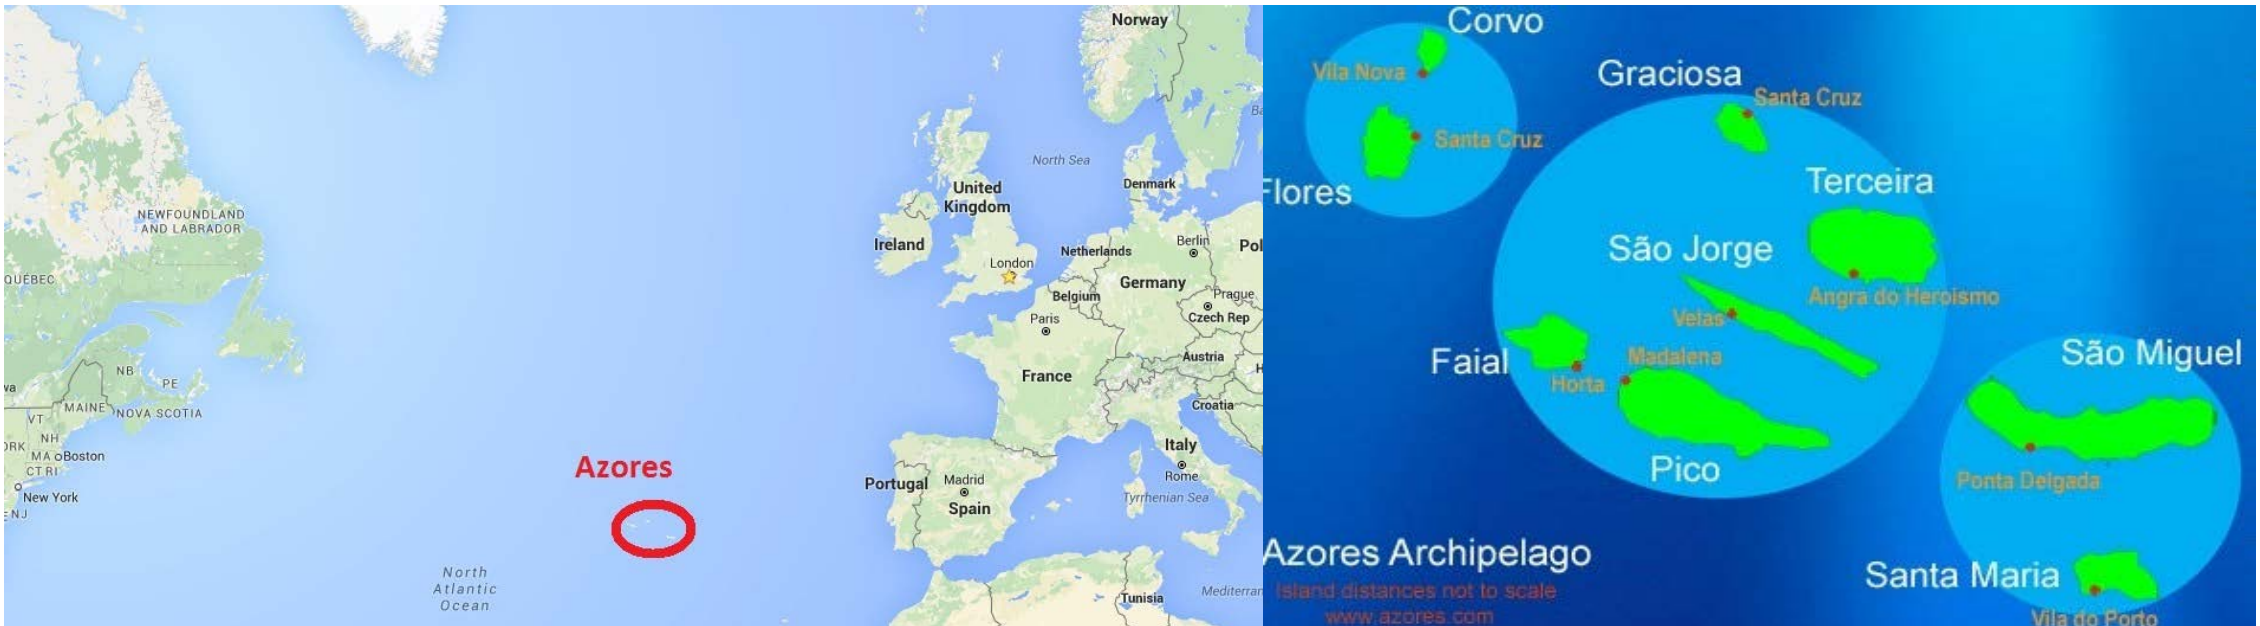 Norway
North Sea
United
Kingdom
Denmark
NEWFOUNDLAND
AND LABRADOR
Ireland
Netherlands
Berlin
Pol
London
QUÉBEC
Germany
Belgium
Prague
Paris
Czech Rep
Austria
NB
PE
France
MAINE
NOVA SCOTIA
Croatia
VT
NH
MA
Boston
CT
RI
Italy
Rome
Azores
Portugal
Madrid
Spain
Tyrrhenian Sea
New York
NJ
North
Atlantic
Ocean
Tunisia
Mediterran
Corvo
Vila Nova
Graciosa
Santa Cruz
Santa Cruz
Flores
Terceira
São Jorge
Angra do Heroísmo
Velas
Faial
Madalena
Horta
São Miguel
Pico
Ponta Delgada
Azores Archipelago
Island distances not to scale
www.azores.com
Santa Maria
Vila do Porto